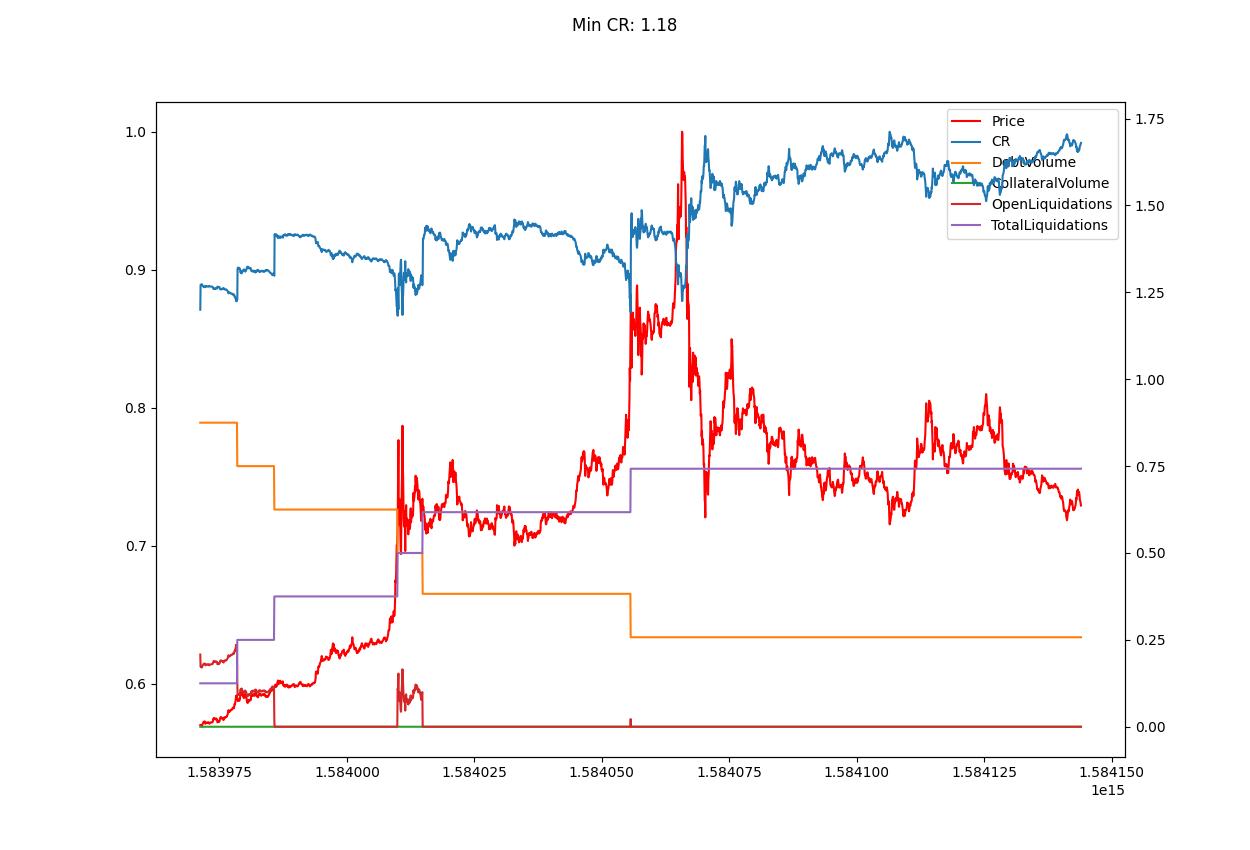 Min CR: 1.18
1.0
0.9
0.8
0.7
0.6
1.75
1.50
1.25
1.00
0.75
0.50
0.25
0.00
Price
CR
DebtVolume
CollateralVolume
OpenLiquidations
TotalLiquidations
1.583975 1.584000 1.584025 1.584050 1.584075 1.584100 1.584125 1.584150
1e15